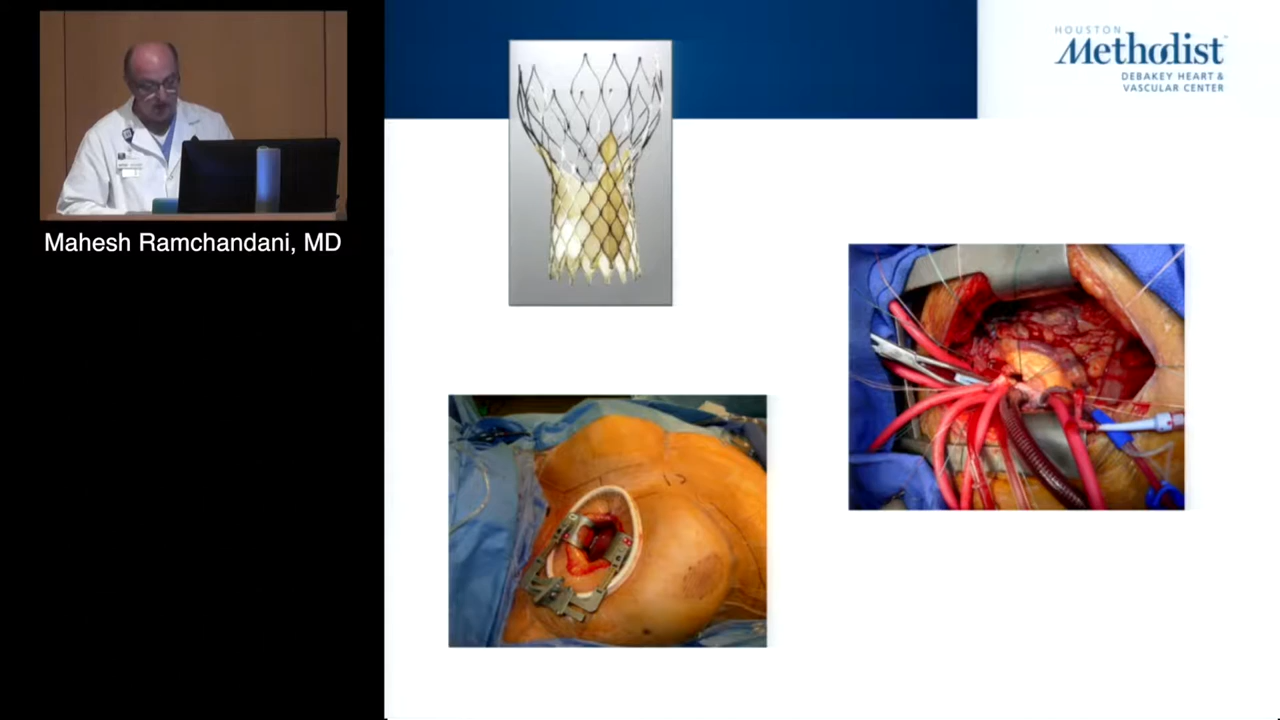 Mahesh Ramchandani, MD
HOUSTON
Methodist
DEBAKEY HEART &
VASCULAR CENTER